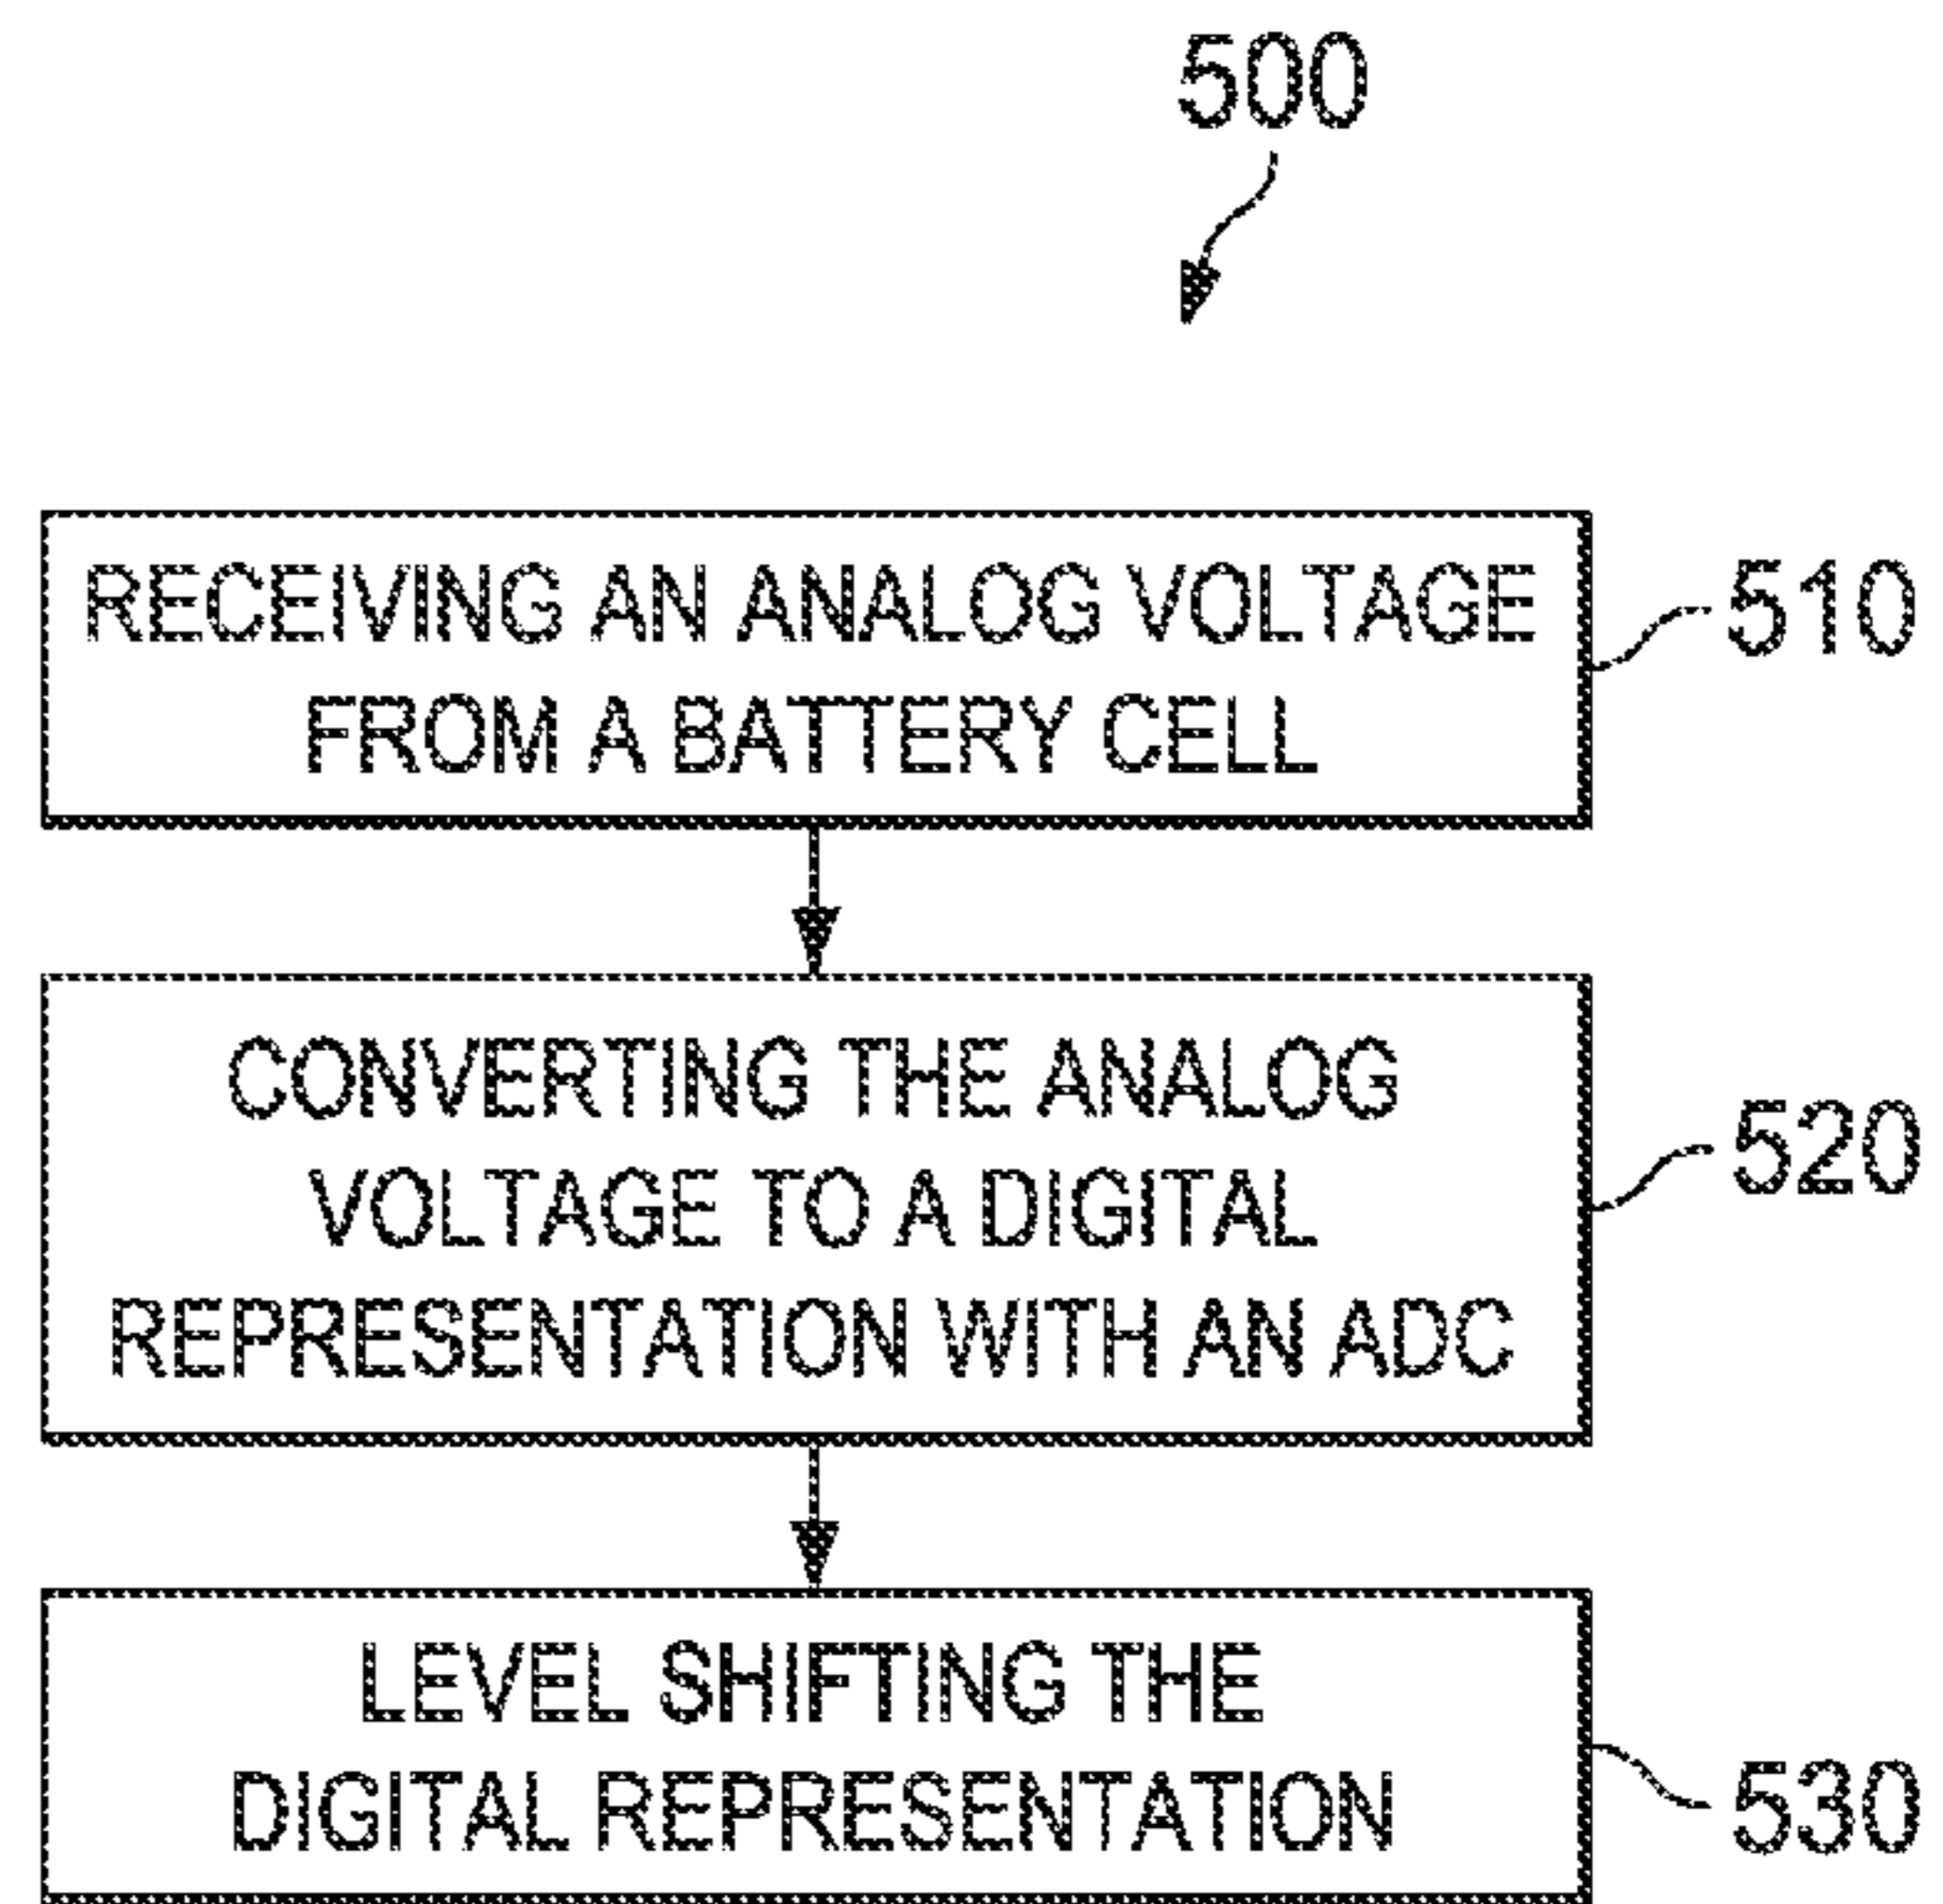 500
RECEIVING AN ANALOG VOLTAGE
FROM A BATTERY CELL
510
CONVERTING THE ANALOG
VOLTAGE TO A DIGITAL
REPRESENTATION WITH AN ADC
520
LEVEL SHIFTING THE
DIGITAL REPRESENTATION
530